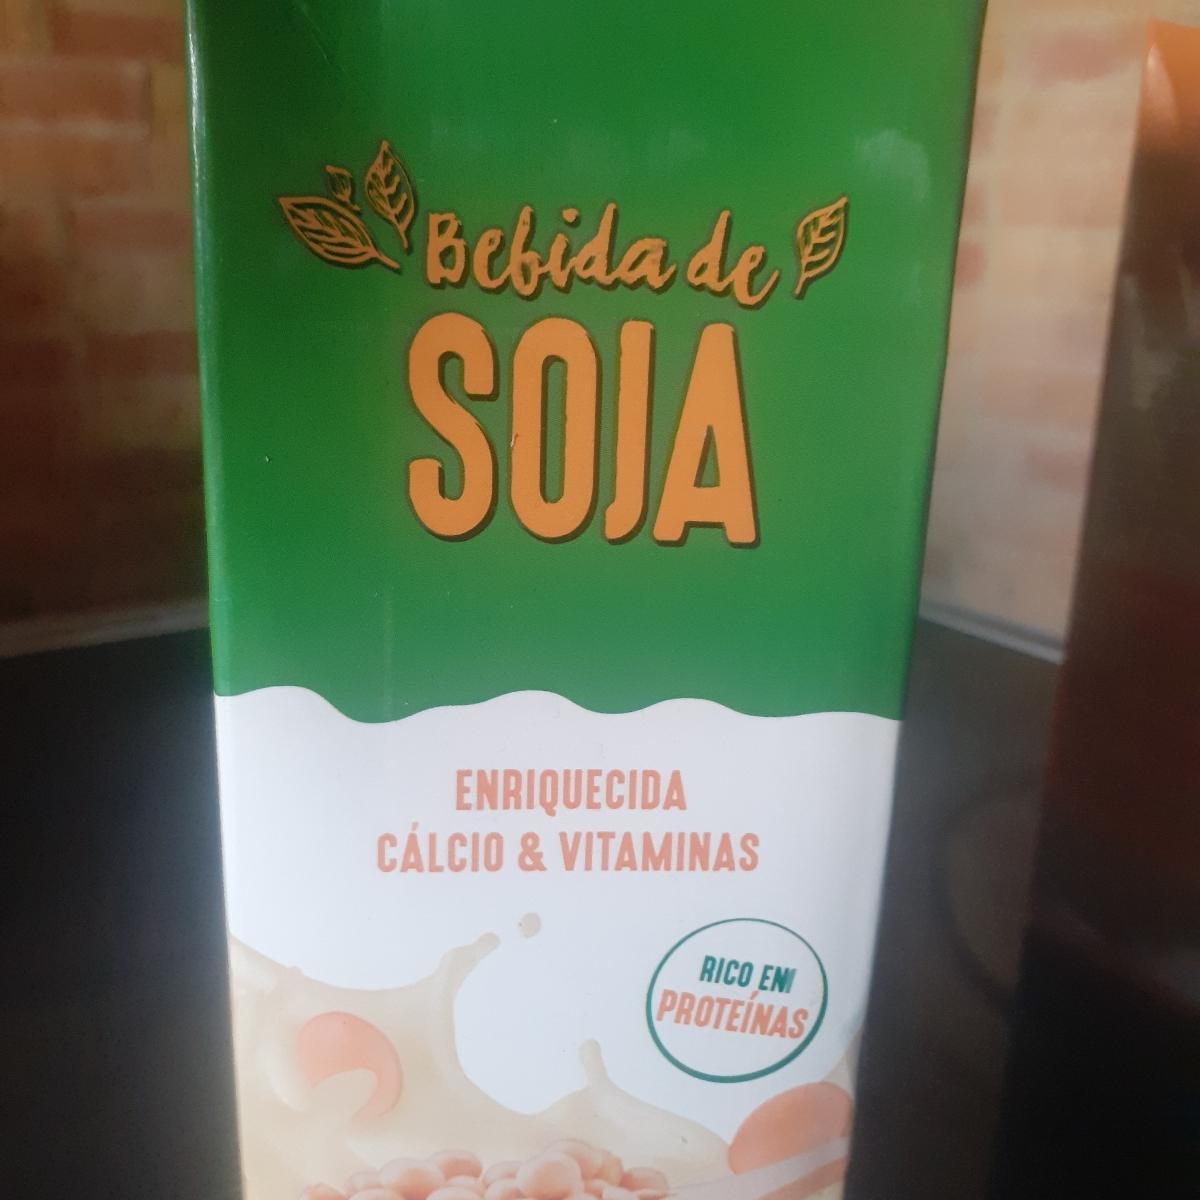 Bebida de
SOJA
ENRIQUECIDA
CÁLCIO & VITAMINAS
RICO EM
PROTEÍNAS